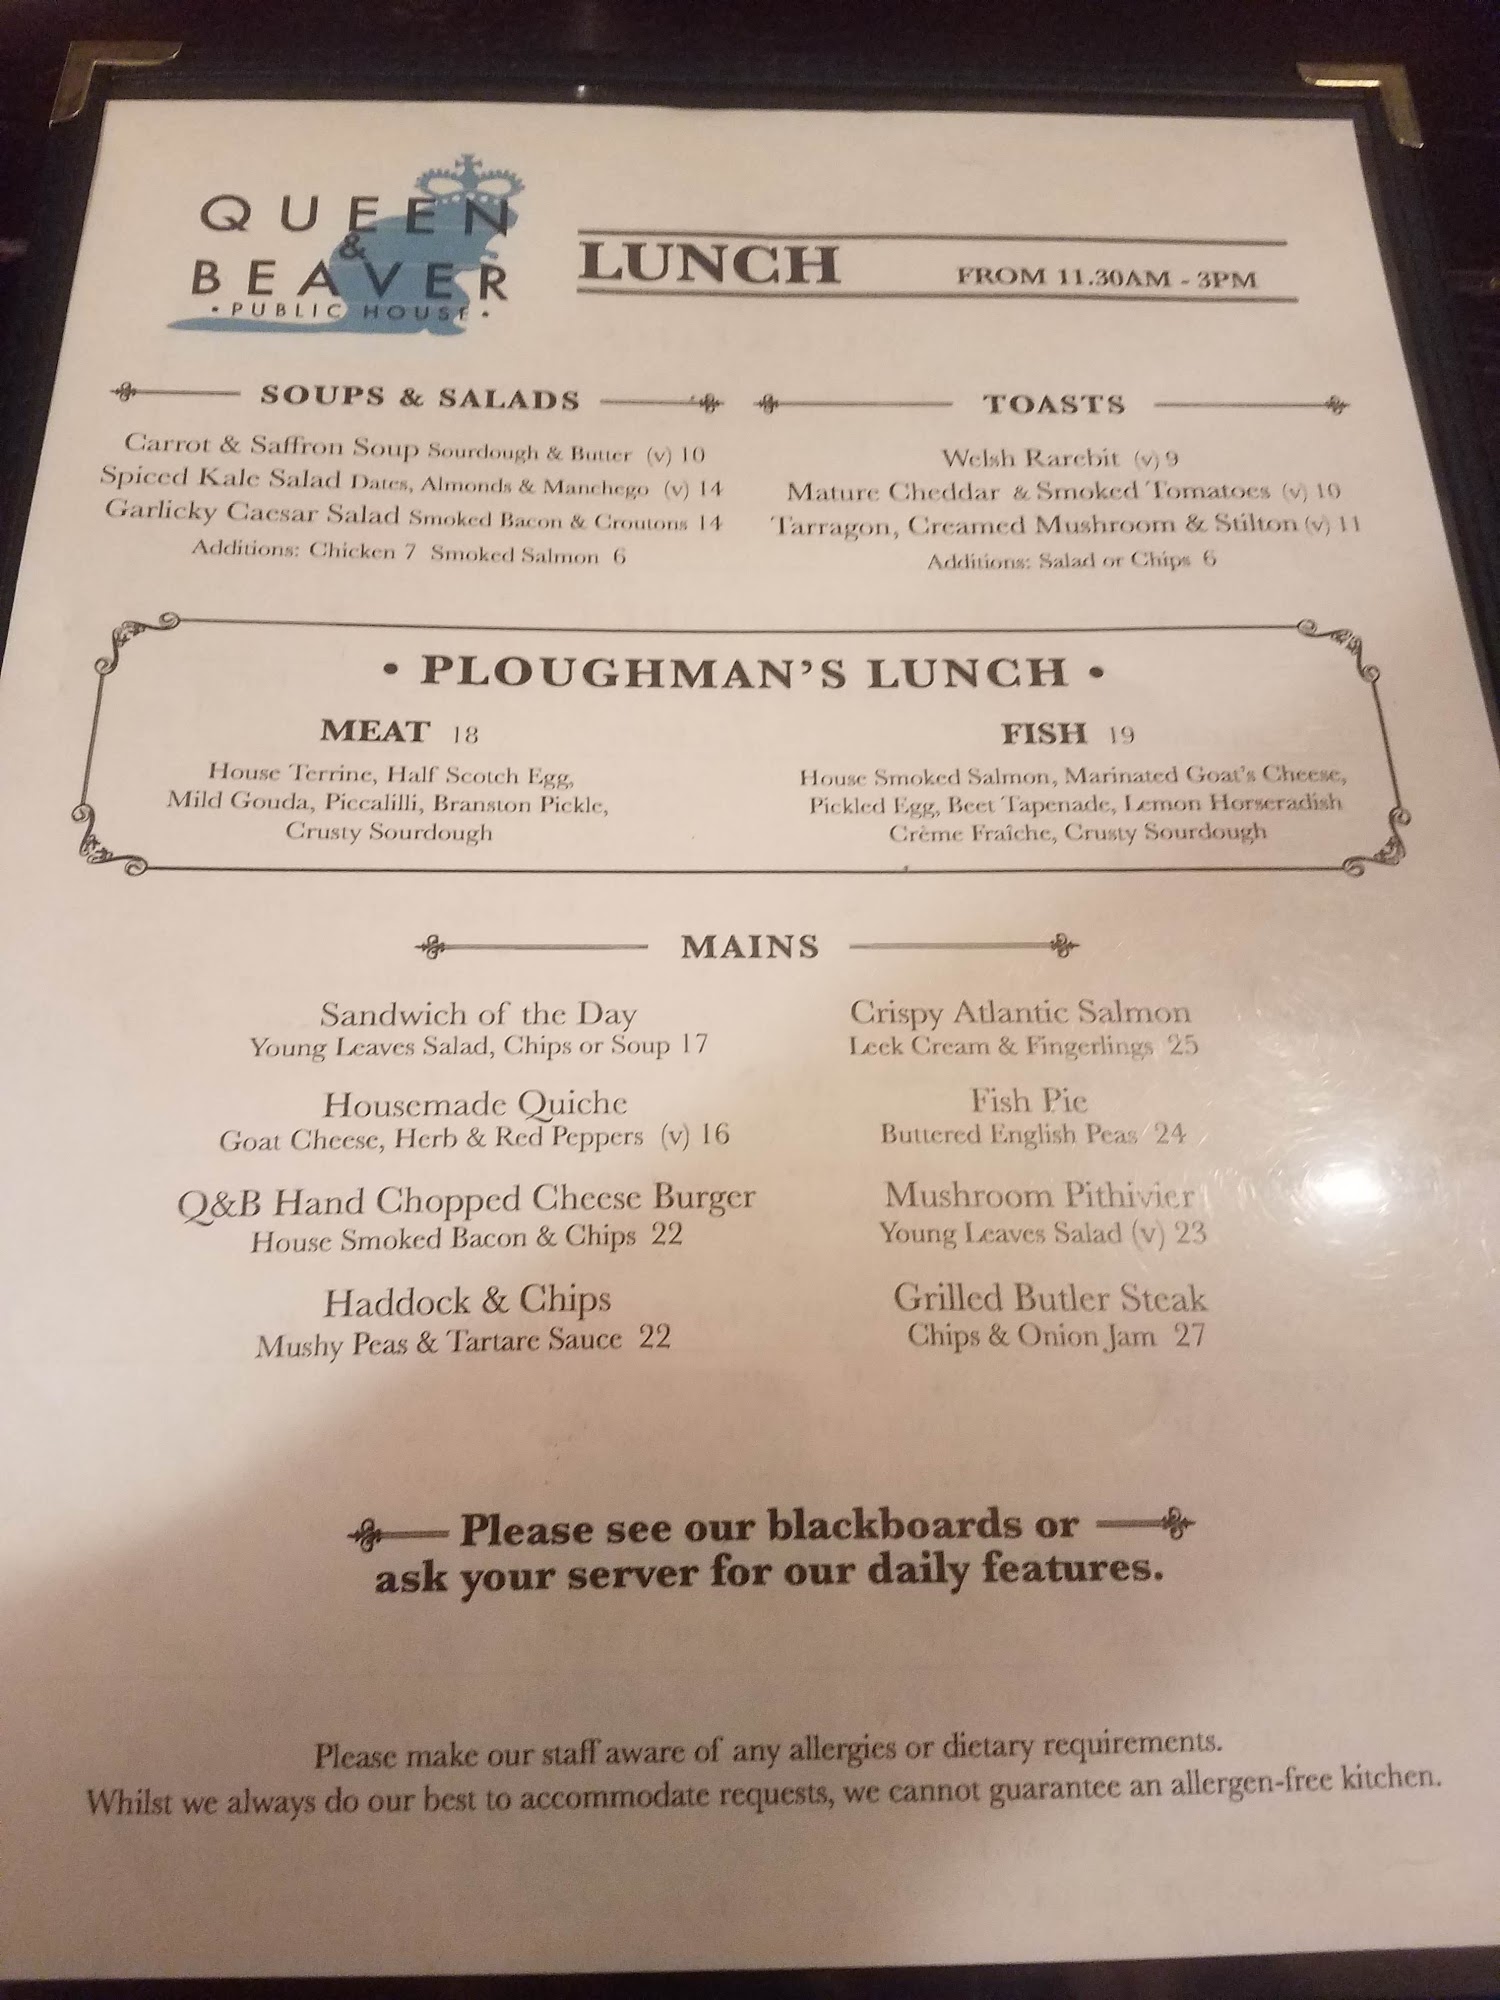 QUEEN
&
BEAVER
• PUBLIC HOUSE •
LUNCH FROM 11.30AM - 3PM
SOUPS & SALADS
Carrot & Saffron Soup Sourdough & Butter (v) 10
Spiced Kale Salad Dates, Almonds & Manchego (v) 14
Garlicky Caesar Salad Smoked Bacon & Croutons 14
Additions: Chicken 7 Smoked Salmon 6
TOASTS
Welsh Rarebit (v) 9
Mature Cheddar & Smoked Tomatoes (v) 10
Tarragon, Creamed Mushroom & Stilton (v) 11
Additions: Salad or Chips 6
• PLOUGHMAN'S LUNCH •
MEAT 18
House Terrine, Half Scotch Egg,
Mild Gouda, Piccalilli, Branston Pickle,
Crusty Sourdough
FISH 19
House Smoked Salmon, Marinated Goat's Cheese,
Pickled Egg, Beet Tapenade, Lemon Horseradish
Crème Fraîche, Crusty Sourdough
MAINS
Sandwich of the Day
Young Leaves Salad, Chips or Soup 17
Housemade Quiche
Goat Cheese, Herb & Red Peppers (v) 16
Q&B Hand Chopped Cheese Burger
House Smoked Bacon & Chips 22
Haddock & Chips
Mushy Peas & Tartare Sauce 22
Crispy Atlantic Salmon
Leek Cream & Fingerlings 25
Fish Pie
Buttered English Peas 24
Mushroom Pithivier
Young Leaves Salad (v) 23
Grilled Butler Steak
Chips & Onion Jam 27
Please see our blackboards or
ask your server for our daily features.
Please make our staff aware of any allergies or dietary requirements.
Whilst we always do our best to accommodate requests, we cannot guarantee an allergen-free kitchen.